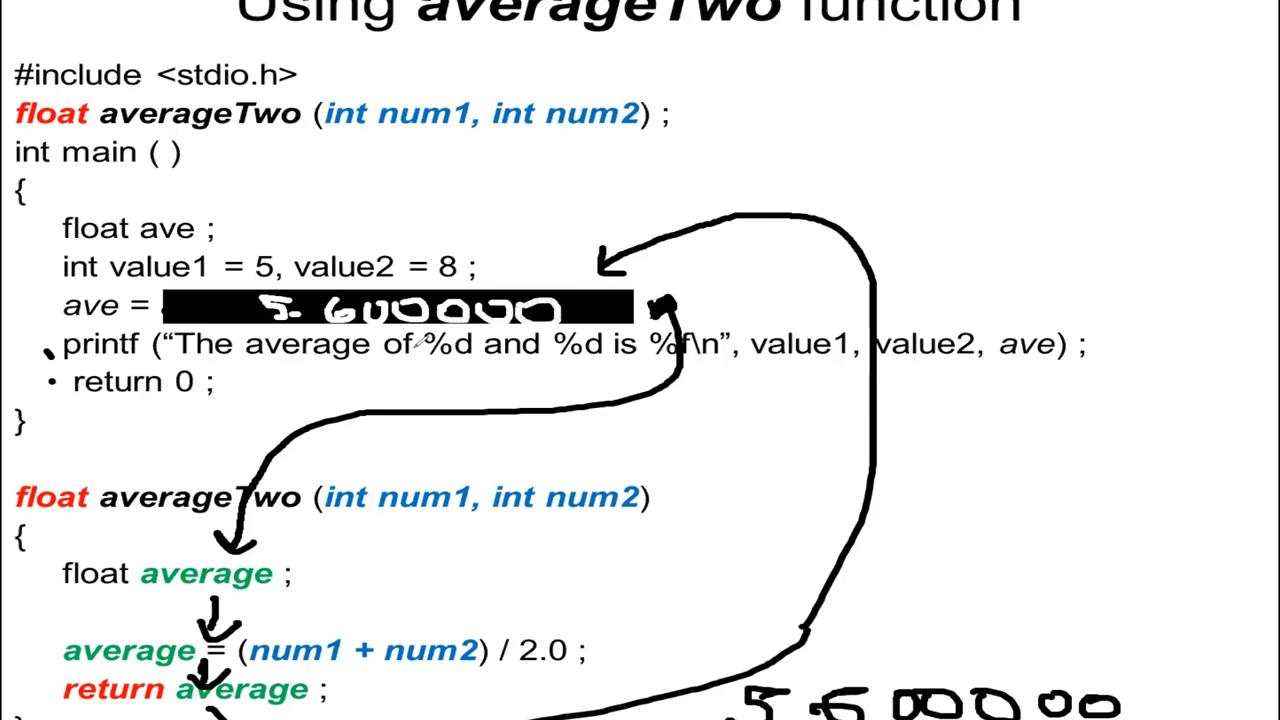 Using averageTwo function
#include <stdio.h>
float averageTwo (int num1, int num2) ;
int main ( )
{
float ave ;
int value1 = 5, value2 = 8 ;
ave = 5.600000
printf (“The average of %d and %d is %f\n”, value1, value2, ave) ;
• return 0 ;
}
float averageTwo (int num1, int num2)
{
float average ;
average = (num1 + num2) / 2.0 ;
return average ;
5.600000